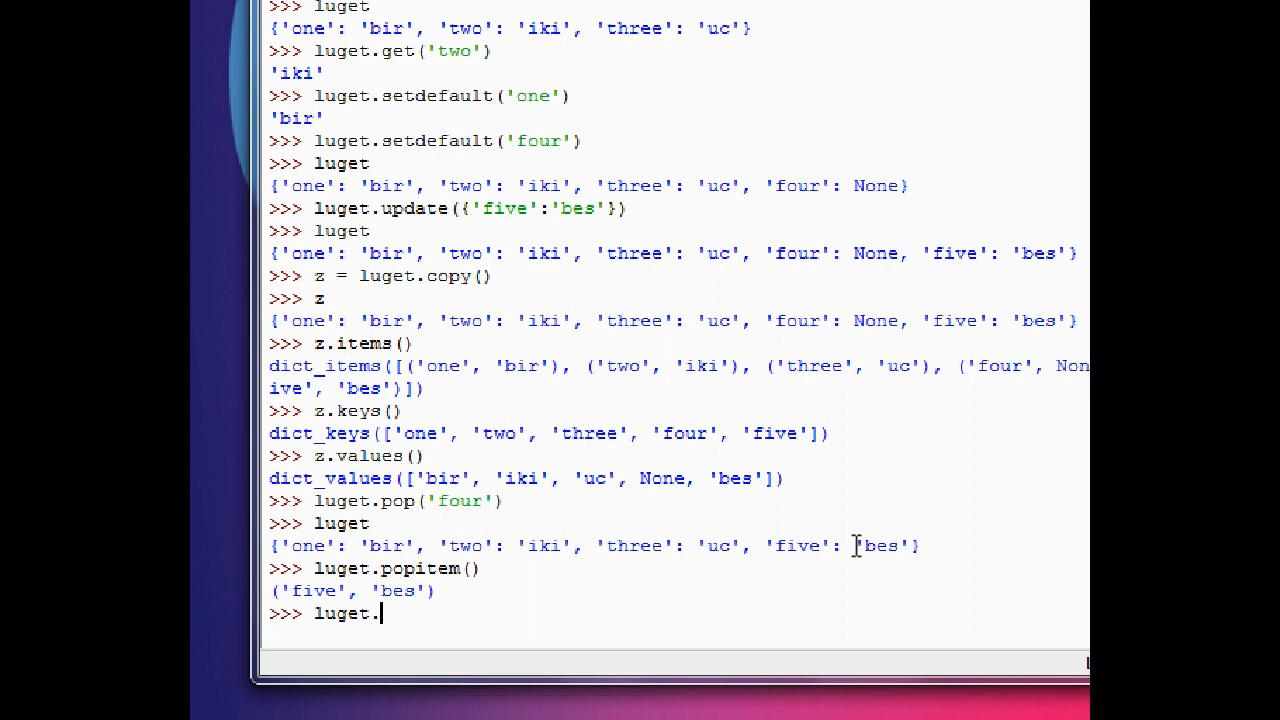 >>> luget
{'one': 'bir', 'two': 'iki', 'three': 'uc'}
>>> luget.get('two')
'iki'
>>> luget.setdefault('one')
'bir'
>>> luget.setdefault('four')
>>> luget
{'one': 'bir', 'two': 'iki', 'three': 'uc', 'four': None}
>>> luget.update({'five':'bes'})
>>> luget
{'one': 'bir', 'two': 'iki', 'three': 'uc', 'four': None, 'five': 'bes'}
>>> z = luget.copy()
>>> z
{'one': 'bir', 'two': 'iki', 'three': 'uc', 'four': None, 'five': 'bes'}
>>> z.items()
dict_items([('one', 'bir'), ('two', 'iki'), ('three', 'uc'), ('four', Non
ive', 'bes')])
>>> z.keys()
dict_keys(['one', 'two', 'three', 'four', 'five'])
>>> z.values()
dict_values(['bir', 'iki', 'uc', None, 'bes'])
>>> luget.pop('four')
>>> luget
{'one': 'bir', 'two': 'iki', 'three': 'uc', 'five': 'bes'}
>>> luget.popitem()
('five', 'bes')
>>> luget.